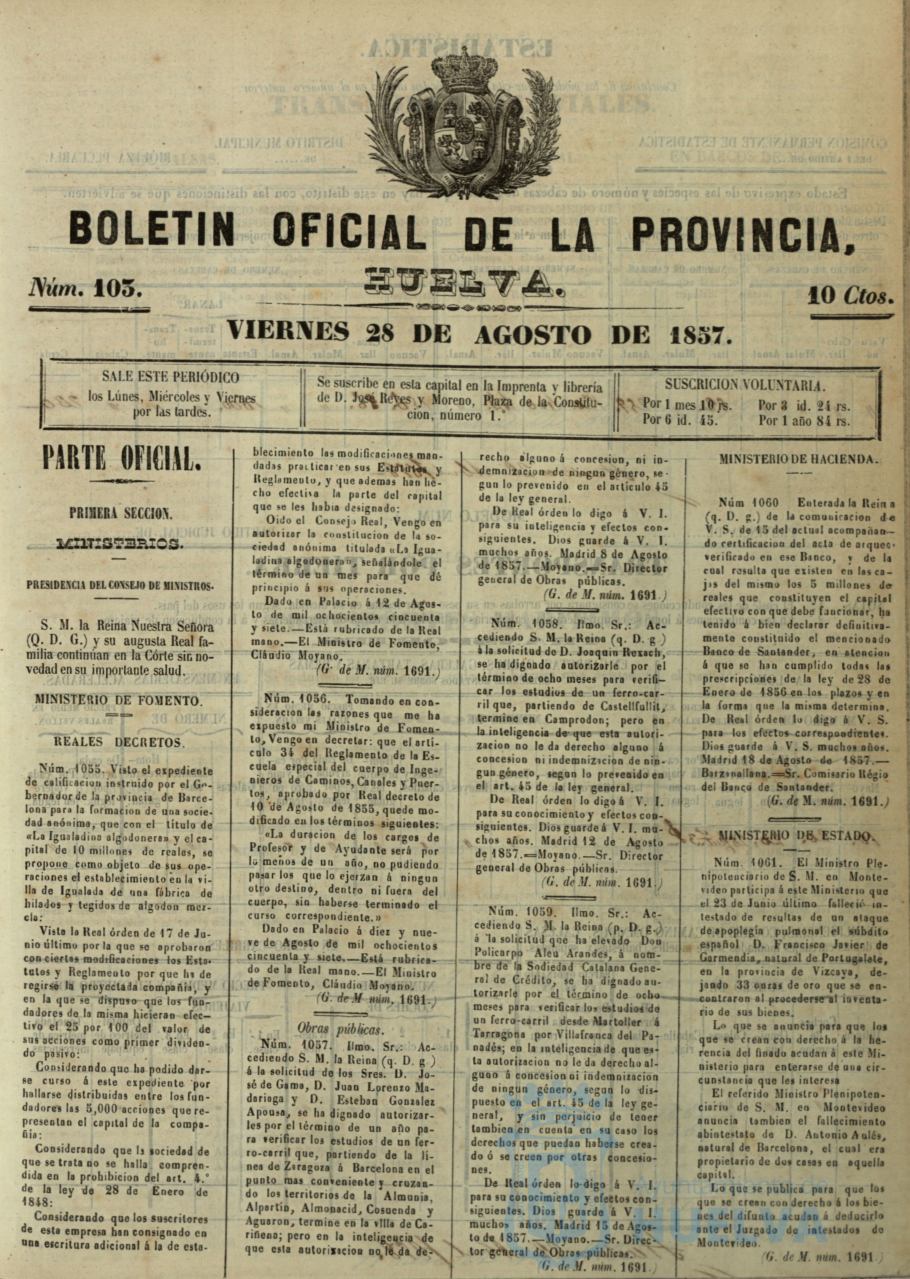 BOLETIN OFICIAL DE LA PROVINCIA,
HUELVA.
Núm. 103.
10 Ctos.
VIERNES 28 DE AGOSTO DE 1857.
SALE ESTE PERIÓDICO
los Lúnes, Miércoles y Viernes
por las tardes.
Se suscribe en esta capital en la Imprenta y librería
de D. José Reyes y Moreno, Plaza de la Constitu-
cion, número 1.°
SUSCRICION VOLUNTARIA.
Por 1 mes 10 rs. Por 3 id. 24 rs.
Por 6 id. 45. Por 1 año 84 rs.
PARTE OFICIAL.
PRIMERA SECCION.
MINISTERIOS.
PRESIDENCIA DEL CONSEJO DE MINISTROS.
S. M. la Reina Nuestra Señora
(Q. D. G.) y su augusta Real fa-
milia continúan en la Córte sin no-
vedad en su importante salud.
MINISTERIO DE FOMENTO.
REALES DECRETOS.
Núm. 1055. Visto el expediente
de calificacion instruido por el Go-
bernador de la provincia de Barce-
lona para la formacion de una socie-
dad anónima, que con el título de
«La Igualadina algodonera» y el ca-
pital de 10 millones de reales, se
propone como objeto de sus ope-
raciones el establecimiento en la vi-
lla de Igualada de una fábrica de
hilados y tegidos de algodon mez-
cla:
Vista la Real órden de 17 de Ju-
nio último por la que se aprobaron
con ciertas modificaciones los Esta-
tutos y Reglamento por que ha de
regirse la proyectada compañía, y
en la que se dispuso que los fun-
dadores de la misma hicieran efec-
tivo el 25 por 100 del valor de
sus acciones como primer dividen-
do pasivo:
Considerando que ha podido dar-
se curso á este expediente por
hallarse distribuidas entre los fun-
dadores las 5,000 acciones que re-
presentan el capital de la compa-
ñía:
Considerando que la sociedad de
que se trata no se halla compren-
dida en la prohibicion del art. 4.°
de la ley de 28 de Enero de
1848:
Considerando que los suscritores
de esta empresa han consignado en
una escritura adicional á la de esta-
blecimiento las modificaciones man-
dadas practicar en sus Estatutos y
Reglamento, y que ademas han he-
cho efectiva la parte del capital
que se les habia designado:
Oido el Consejo Real, Vengo en
autorizar la constitucion de la so-
ciedad anónima titulada «La Igua-
ladina algodonera», señalándole el
término de un mes para que dé
principio á sus operaciones.
Dado en Palacio á 12 de Agos-
to de mil ochocientos cincuenta
y siete.—Está rubricado de la Real
mano.—El Ministro de Fomento,
Cláudio Moyano.
(G. de M. núm. 1691.)
Núm. 1056. Tomando en con-
sideracion las razones que me ha
expuesto mi Ministro de Fomen-
to, Vengo en decretar: que el artí-
culo 34 del Reglamento de la Es-
cuela especial del cuerpo de Inge-
nieros de Caminos, Canales y Puer-
tos, aprobado por Real decreto de
10 de Agosto de 1855, quede mo-
dificado en los términos siguientes:
«La duracion de los cargos de
Profesor y de Ayudante será por
lo menos de un año, no pudiendo
pasar los que lo ejerzan á ningun
otro destino, dentro ni fuera del
cuerpo, sin haberse terminado el
curso correspondiente.»
Dado en Palacio á diez y nue-
ve de Agosto de mil ochocientos
cincuenta y siete.—Está rubrica-
do de la Real mano.—El Ministro
de Fomento, Cláudio Moyano.
(G. de M núm. 1691.)
Obras públicas.
Núm. 1057. Ilmo. Sr.: Ac-
cediendo S. M. la Reina (q. D. g )
á la solicitud de los Sres. D. Jo-
sé de Gama, D. Juan Lorenzo Ma-
dariaga y D. Esteban Gonzalez
Apousa, se ha dignado autorizar-
les por el término de un año pa-
ra verificar los estudios de un fer-
ro-carril que, partiendo de la lí-
nea de Zaragoza á Barcelona en el
punto mas conveniente y cruzan-
do los territorios de la Almunia,
Alpartin, Almonacid, Cosuenda y
Aguaron, termine en la villa de Ca-
riñena; pero en la inteligencia de
que esta autorizacion no le da de-
recho alguno á concesion, ni in-
demnizacion de ningun género, se-
gun lo prevenido en el artículo 45
de la ley general.
De Real órden lo digo á V. I.
para su inteligencia y efectos con-
siguientes. Dios guarde á V. I.
muchos años. Madrid 8 de Agosto
de 1857.—Moyano.—Sr. Director
general de Obras públicas.
(G. de M. núm. 1691.)
Núm. 1058. Ilmo. Sr.: Ac-
cediendo S. M. la Reina (q. D. g )
á la solicitud de D. Joaquin Rexach,
se ha dignado autorizarle por el
término de ocho meses para verifi-
car los estudios de un ferro-car-
ril que, partiendo de Castellfullit,
termine en Camprodon; pero en
la inteligencia de que esta autori-
zacion no le da derecho alguno á
concesion ni indemnizacion de nin-
gun género, segun lo prevenido en
el art. 45 de la ley general.
De Real órden lo digo á V. I.
para su conocimiento y efectos con-
siguientes. Dios guarde á V. I. mu-
chos años. Madrid 12 de Agosto
de 1857.—Moyano.—Sr. Director
general de Obras públicas.
(G. de M. núm. 1691.)
Núm. 1059. Ilmo. Sr.: Ac-
cediendo S. M. la Reina (q. D. g.)
á la solicitud que ha elevado Don
Policarpo Aleu Arandes, á nom-
bre de la Sodiedad Catalana Gene-
ral de Crédito, se ha dignado au-
torizarle por el término de ocho
meses para verificar los estudios de
un ferro-carril desde Martoller á
Tarragona por Villafranca del Pa-
nadés; en la inteligencia de que es-
ta autorizacion no le da derecho al-
guno á concesion ni indemnizacion
de ningun género, segun lo dis-
puesto en el art. 45 de la ley ge-
neral, y sin perjuicio de tener
tambien en cuenta en su caso los
derechos que puedan haberse crea-
do ó se creen por otras concesio-
nes.
De Real órden lo digo á V. I.
para su conocimiento y efectos con-
siguientes. Dios guarde á V. I.
muchos años. Madrid 15 de Agos-
to de 1857.—Moyano.—Sr. Direc-
tor general de Obras públicas.
(G. de M. núm. 1691.)
MINISTERIO DE HACIENDA.
Núm 1060 Enterada la Reina
(q. D. g.) de la comunicacion de
V. S. de 15 del actual acompañan-
do certificacion del acta de arqueo
verificado en ese Banco, y de la
cual resulta que existen en las ca-
jas del mismo los 5 millones de
reales que constituyen el capital
efectivo con que debe funcionar, ha
tenido á bien declarar definitiva-
mente constituido el mencionado
Banco de Santander, en atencion
á que se han cumplido todas las
prescripciones de la ley de 28 de
Enero de 1856 en los plazos y en
la forma que la misma determina.
De Real órden lo digo á V. S.
para los efectos correspondientes.
Dios guarde á V. S. muchos años.
Madrid 18 de Agosto de 1857.—
Barzanallana.—Sr. Comisario Régio
del Banco de Santander.
(G. de M. núm. 1691.)
MINISTERIO DE ESTADO.
Núm. 1061. El Ministro Ple-
nipotenciario de S. M. en Monte-
video participa á este Ministerio que
el 23 de Junio último falleció in-
testado de resultas de un ataque
de apoplegía pulmonal el súbdito
español D. Francisco Javier de
Garmendia, natural de Portugalete,
en la provincia de Vizcaya, de-
jando 33 onzas de oro que se en-
contraron al procederse al inventa-
rio de sus bienes.
Lo que se anuncia para que los
que se crean con derecho á la he-
rencia del finado acudan á este Mi-
nisterio para enterarse de una cir-
cunstancia que les interesa
El referido Ministro Plenipoten-
ciario de S. M. en Montevideo
anuncia tambien el fallecimiento
abintestato de D. Antonio Aulés,
natural de Barcelona, el cual era
propietario de dos casas en aquella
capital.
Lo que se publica para que los
que se crean con derecho á los bie-
nes del difunto acudan á deducirlo
ante el Juzgado de intestados de
Montevideo.
(G. de M. núm. 1691.)